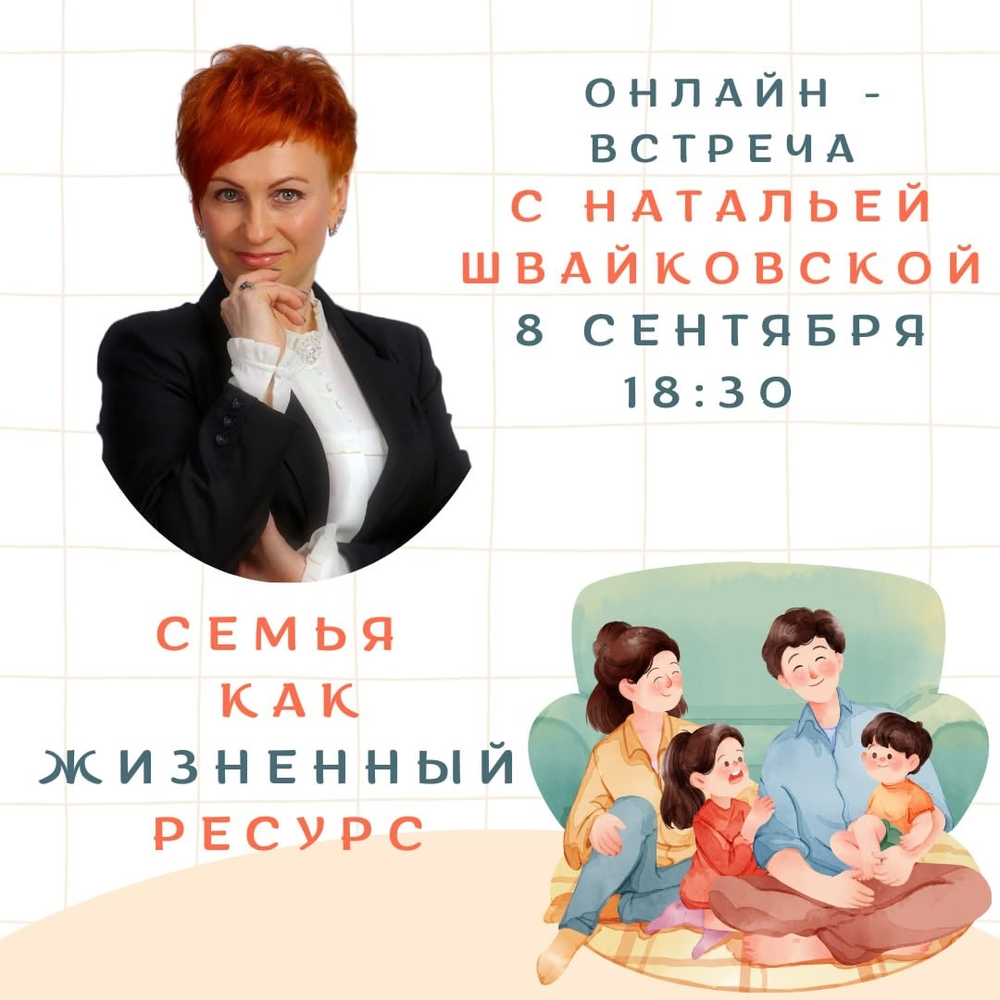 ОНЛАЙН -
ВСТРЕЧА
С НАТАЛЬЕЙ
ШВАЙКОВСКОЙ
8 СЕНТЯБРЯ
18:30
СЕМЬЯ
КАК
ЖИЗНЕННЫЙ
РЕСУРС